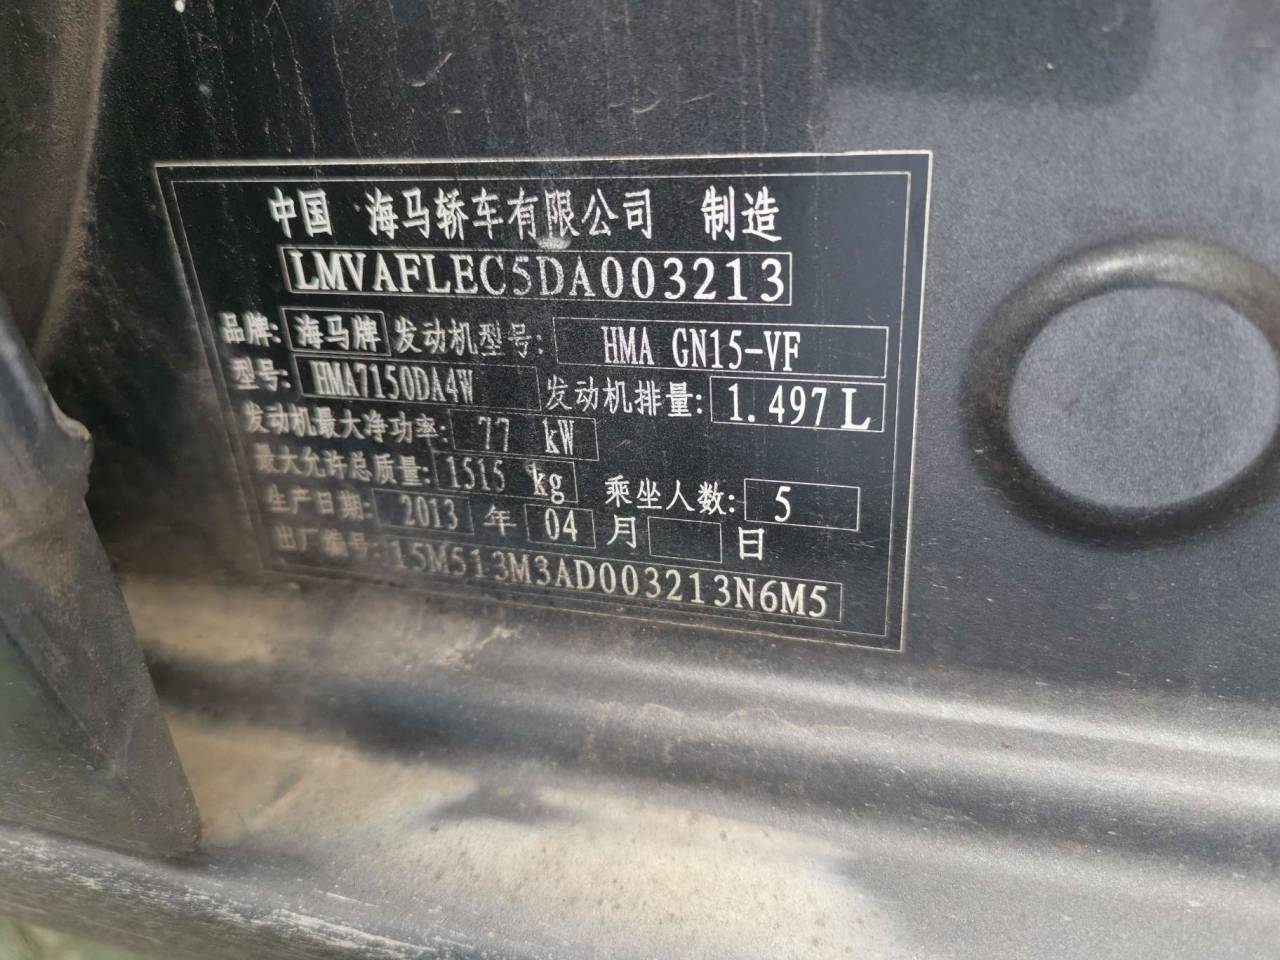 中国 海马轿车有限公司 制造
LMVAFLEC5DA003213
品牌: 海马牌 发动机型号: HMA GN15-VF
型号: HMA7150DA4W 发动机排量: 1.497L
发动机最大净功率: 77 kW
最大允许总质量: 1515 kg 乘坐人数: 5
生产日期: 2013 年 04 月 日
出厂编号: 15M513M3AD003213N6M5